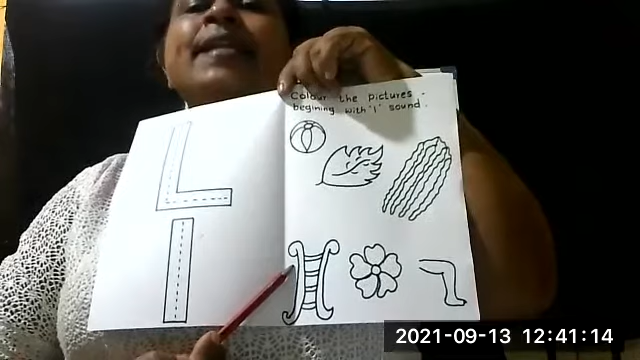 Colour the pictures
begining with 'l' sound.
L
l
2021-09-13 12:41:14